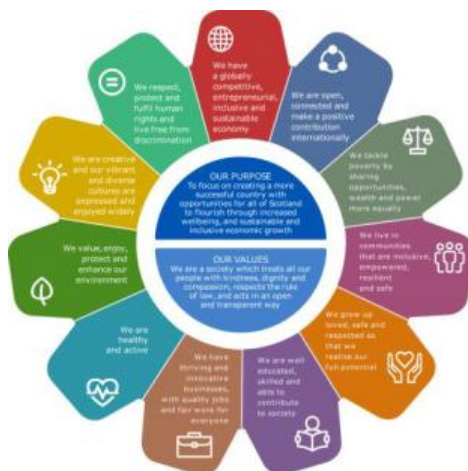 We have
a globally
competitive,
entrepreneurial,
inclusive and
sustainable
economy
We are open,
connected and
make a positive
contribution
internationally
We tackle
poverty by
sharing
opportunities,
wealth and power
more equally
We live in
communities
that are inclusive,
empowered,
resilient
and safe
We grow up
loved, safe and
respected so
that we
realise our
full potential
We are well
educated,
skilled and
able to
contribute
to society
We have
thriving and
innovative
businesses,
with quality jobs
and fair work for
everyone
We are
healthy
and active
We value, enjoy,
protect and
enhance our
environment
We are creative
and our vibrant
and diverse
cultures are
expressed and
enjoyed widely
We respect,
protect and
fulfil human
rights and
live free from
discrimination
OUR PURPOSE
To focus on creating a more
successful country with
opportunities for all of Scotland
to flourish through increased
wellbeing, and sustainable and
inclusive economic growth
OUR VALUES
We are a society which treats all our
people with kindness, dignity and
compassion, respects the rule
of law, and acts in an open
and transparent way